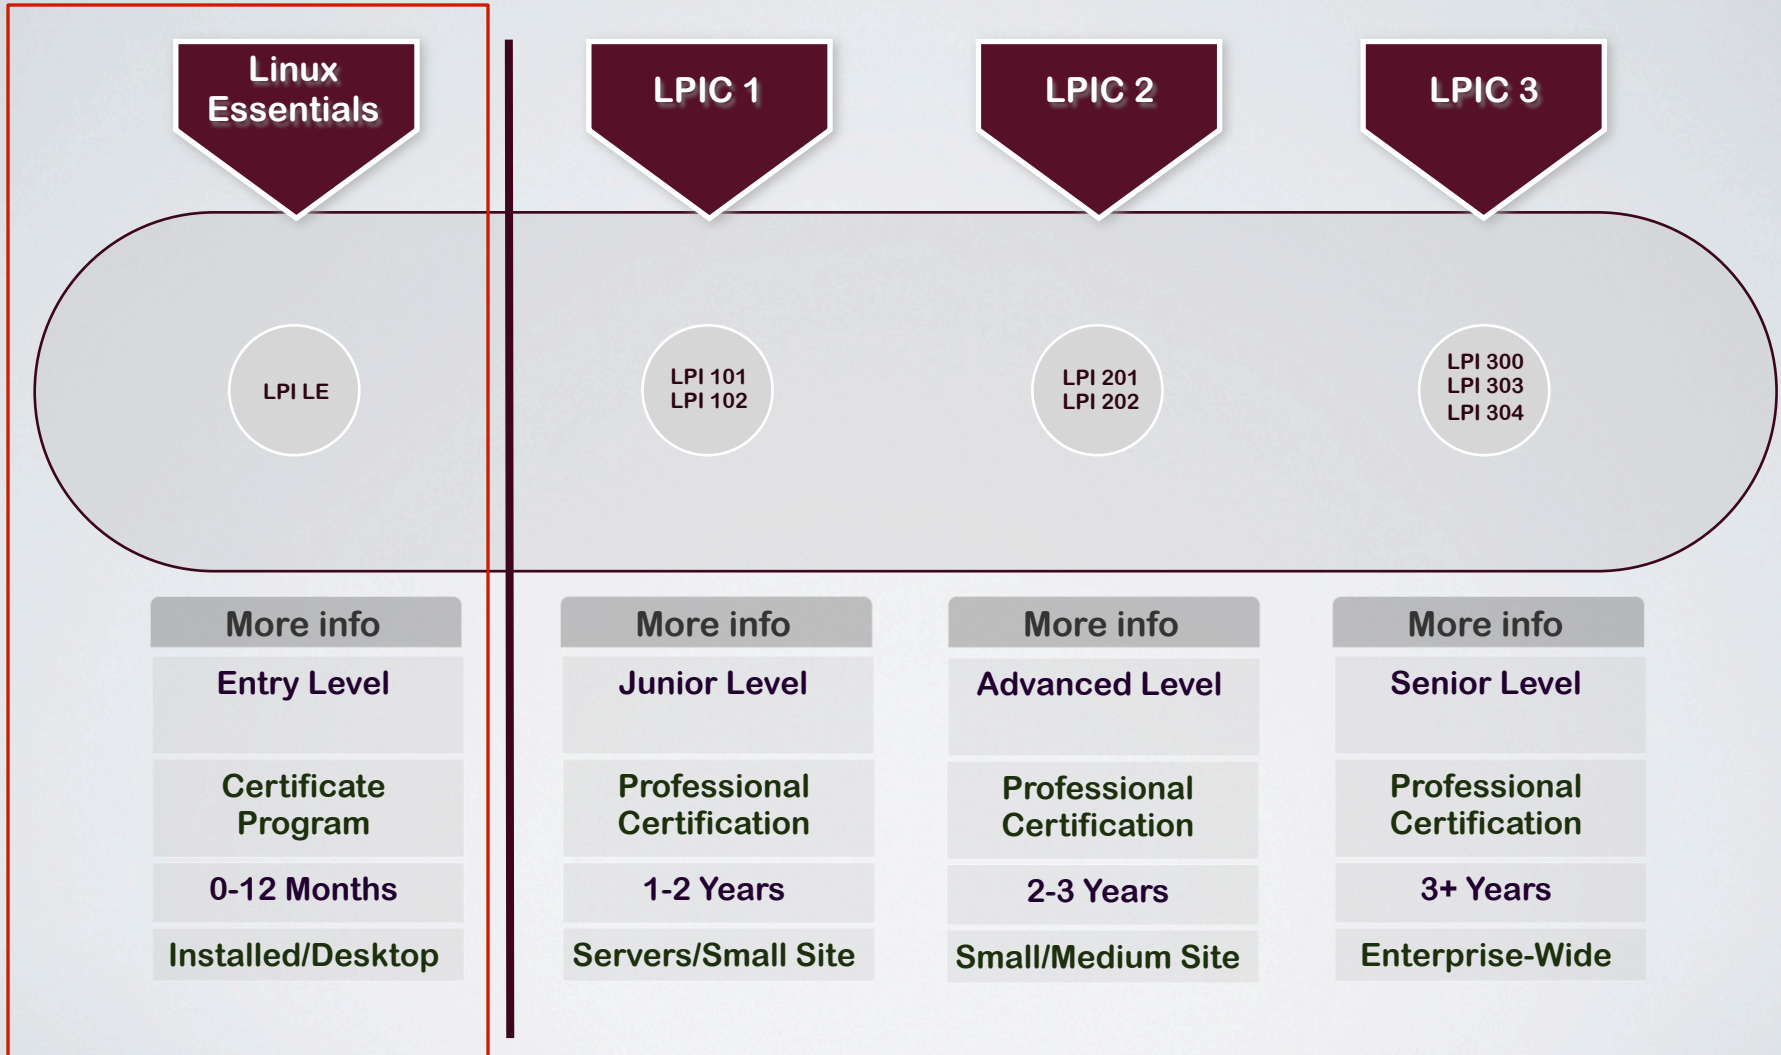 Linux
Essentials
LPIC 1
LPIC 2
LPIC 3
LPI LE
LPI 101
LPI 102
LPI 201
LPI 202
LPI 300
LPI 303
LPI 304
More info
Entry Level
Certificate
Program
0-12 Months
Installed/Desktop
More info
Junior Level
Professional
Certification
1-2 Years
Servers/Small Site
More info
Advanced Level
Professional
Certification
2-3 Years
Small/Medium Site
More info
Senior Level
Professional
Certification
3+ Years
Enterprise-Wide